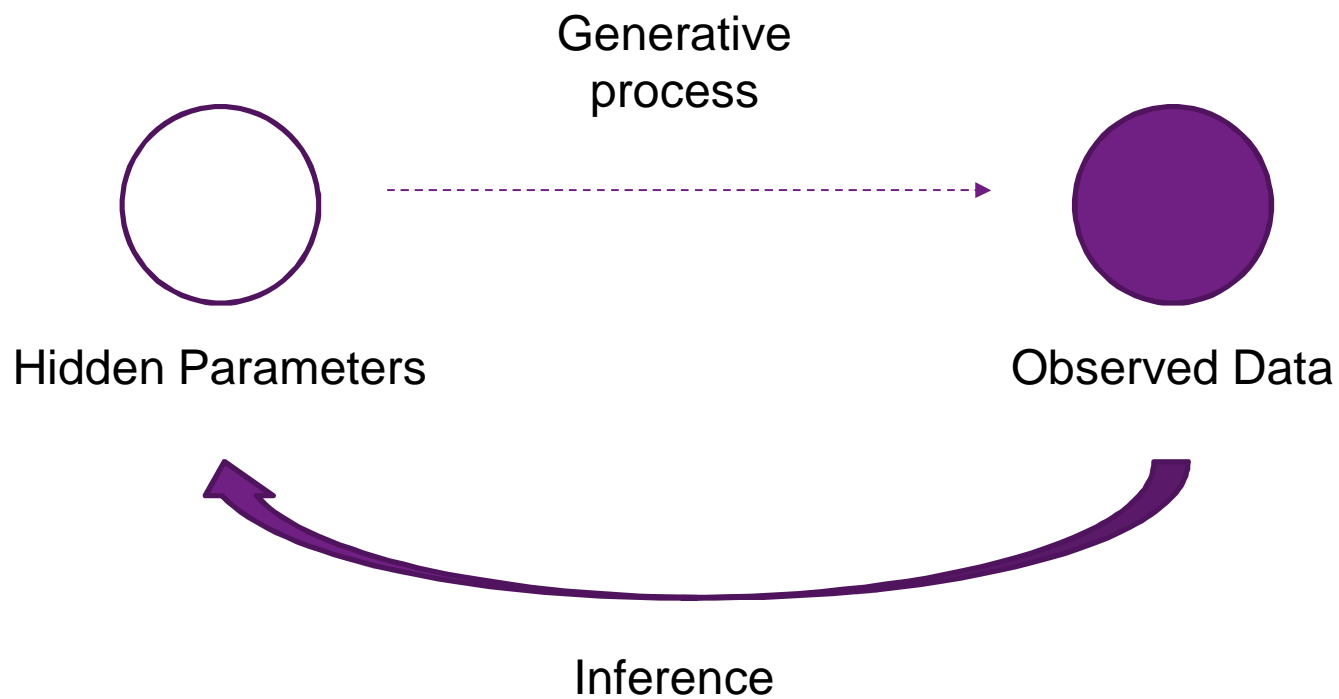 Generative
process
Hidden Parameters
Observed Data
Inference